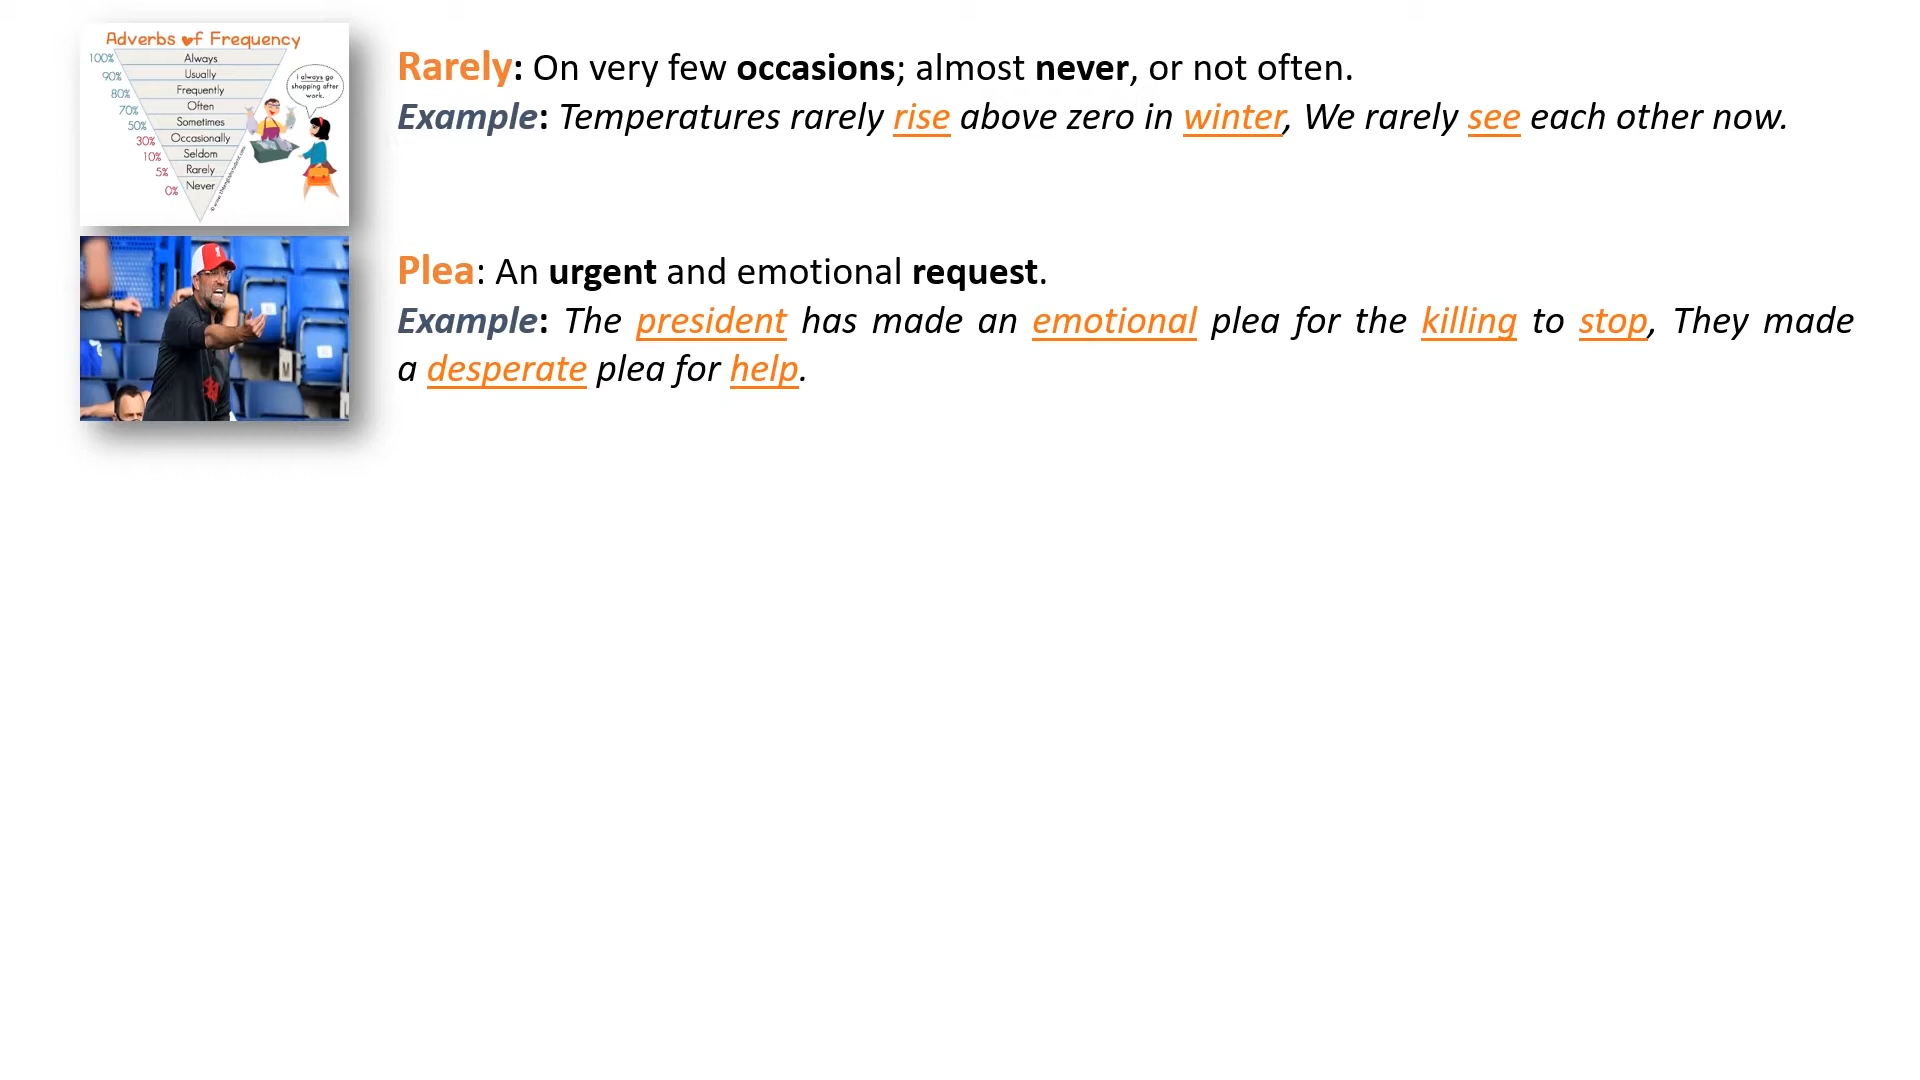 Adverbs of Frequency
100% Always
90% Usually
80% Frequently
70% Often
50% Sometimes
30% Occasionally
10% Seldom
5% Rarely
0% Never
I always go
shopping after
work.
Rarely: On very few occasions; almost never, or not often.
Example: Temperatures rarely rise above zero in winter, We rarely see each other now.
Plea: An urgent and emotional request.
Example: The president has made an emotional plea for the killing to stop, They made
a desperate plea for help.
M